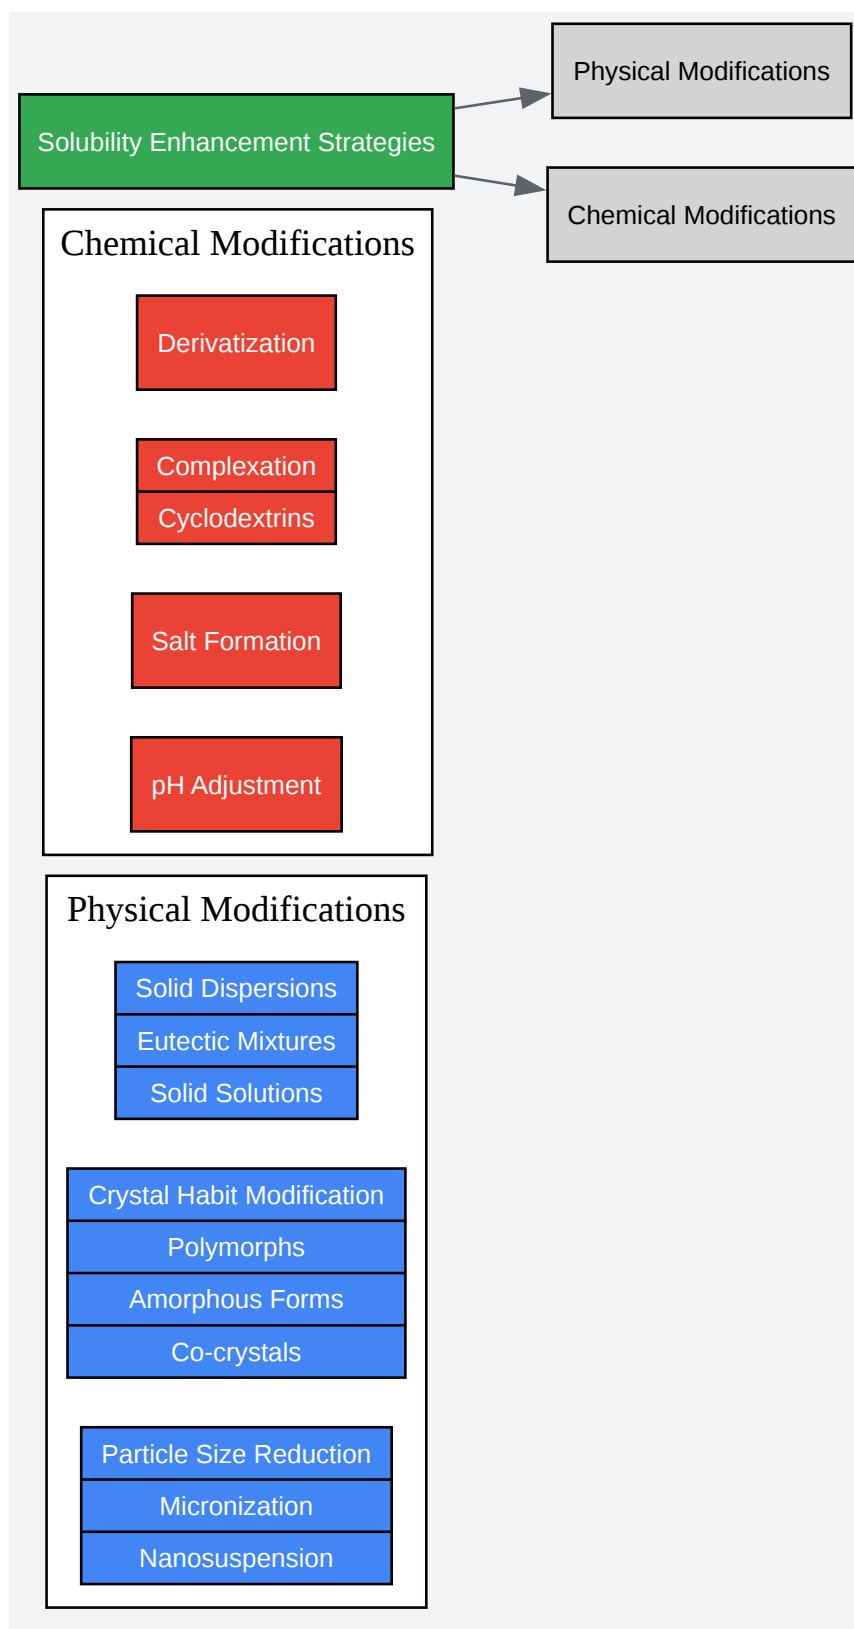 Physical Modifications
Solubility Enhancement Strategies
Chemical Modifications
Chemical Modifications
Derivatization
Complexation
Cyclodextrins
Salt Formation
pH Adjustment
Physical Modifications
Solid Dispersions
Eutectic Mixtures
Solid Solutions
Crystal Habit Modification
Polymorphs
Amorphous Forms
Co-crystals
Particle Size Reduction
Micronization
Nanosuspension